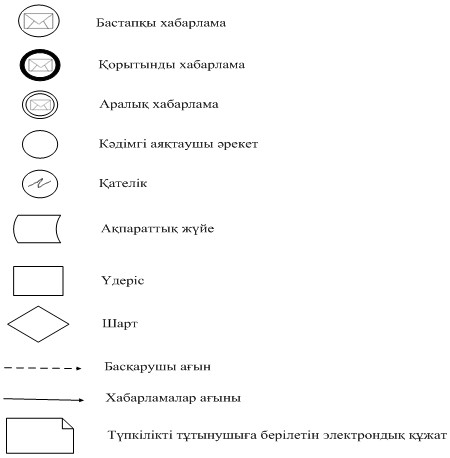 Бастапқы хабарлама
Қорытынды хабарлама
Аралық хабарлама
Кәдімгі аяқтаушы әрекет
Қателік
Ақпараттық жүйе
Үдеріс
Шарт
Басқарушы ағын
Хабарламалар ағыны
Түпкілікті тұтынушыға берілетін электрондық құжат